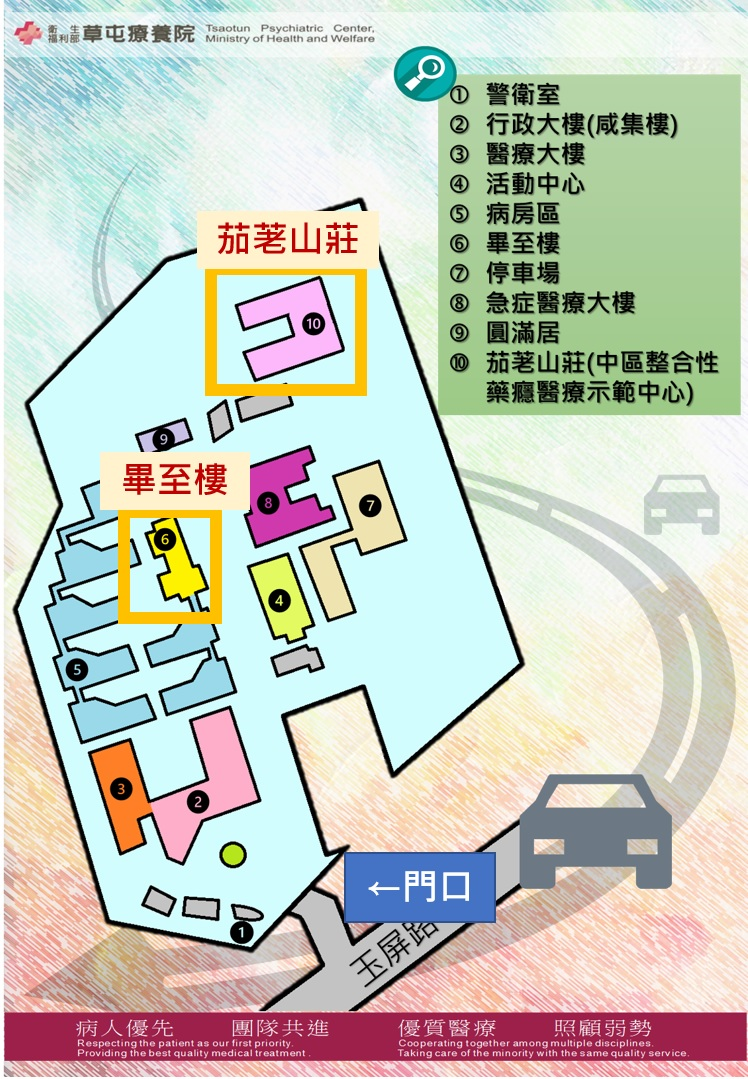 衛生福利部 草屯療養院 Tsaotun Psychiatric Center,
Ministry of Health and Welfare
① 警衛室
② 行政大樓(咸集樓)
③ 醫療大樓
④ 活動中心
⑤ 病房區
⑥ 畢至樓
⑦ 停車場
⑧ 急症醫療大樓
⑨ 圓滿居
⑩ 茄荖山莊(中區整合性
藥癮醫療示範中心)
茄荖山莊
10
9
畢至樓
8
7
6
4
5
3
2
1
←門口
玉屏路
病人優先 團隊共進 優質醫療 照顧弱勢
Respecting the patient as our first priority. Cooperating together among multiple disciplines.
Providing the best quality medical treatment . Taking care of the minority with the same quality service.